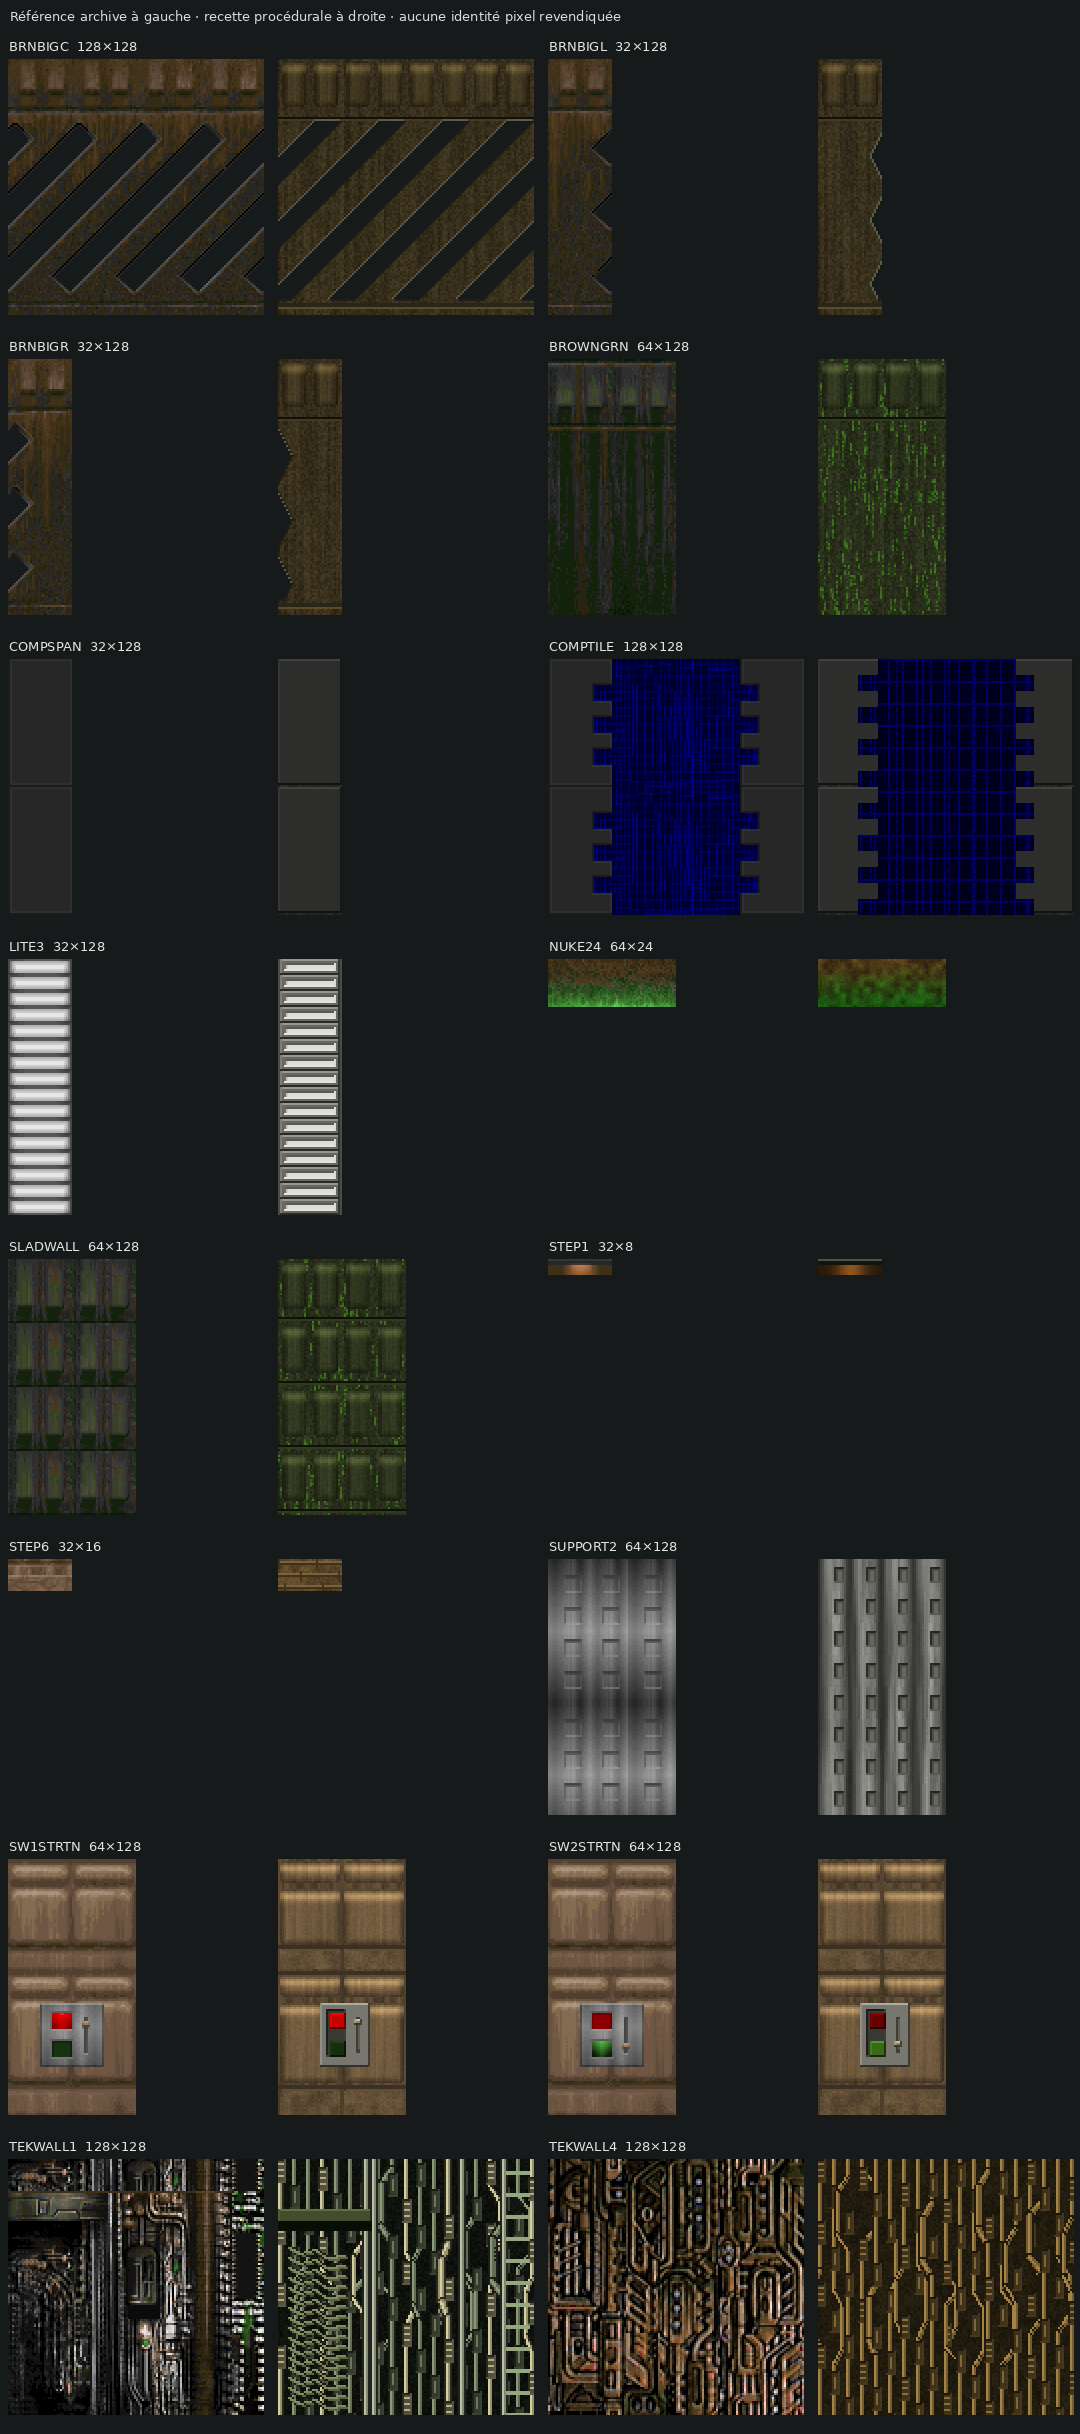 Référence archive à gauche · recette procédurale à droite · aucune identité pixel revendiquée
BRNBIGC 128×128
BRNBIGL 32×128
BRNBIGR 32×128
BROWNGRN 64×128
COMPSPAN 32×128
COMPTILE 128×128
LITE3 32×128
NUKE24 64×24
SLADWALL 64×128
STEP1 32×8
STEP6 32×16
SUPPORT2 64×128
SW1STRTN 64×128
SW2STRTN 64×128
TEKWALL1 128×128
TEKWALL4 128×128